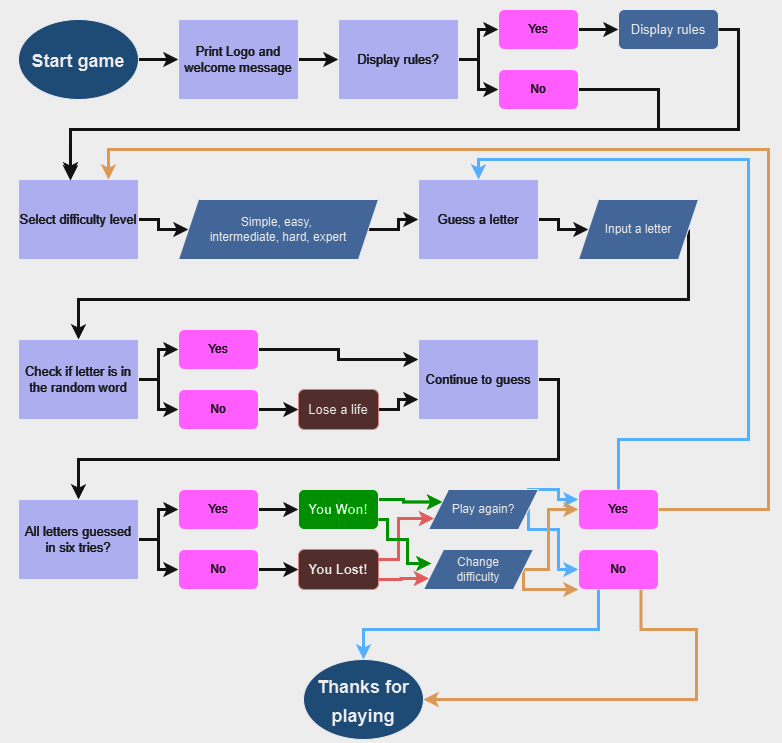 Start game
Print Logo and
welcome message
Display rules?
Yes
Display rules
No
Select difficulty level
Simple, easy,
intermediate, hard, expert
Guess a letter
Input a letter
Check if letter is in
the random word
Yes
No
Lose a life
Continue to guess
All letters guessed
in six tries?
Yes
You Won!
Play again?
Yes
No
You Lost!
Change
difficulty
No
Thanks for
playing